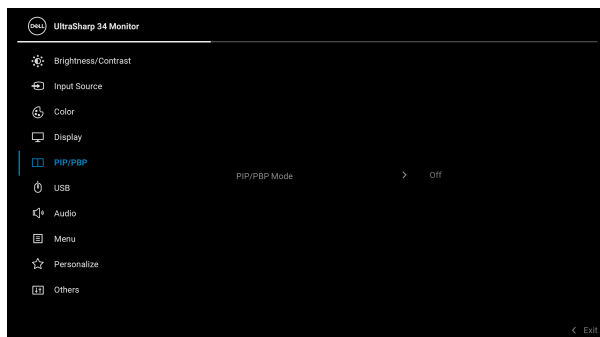 DELL UltraSharp 34 Monitor
Brightness/Contrast
Input Source
Color
Display
PIP/PBP
PIP/PBP Mode Off
USB
Audio
Menu
Personalize
Others
Exit